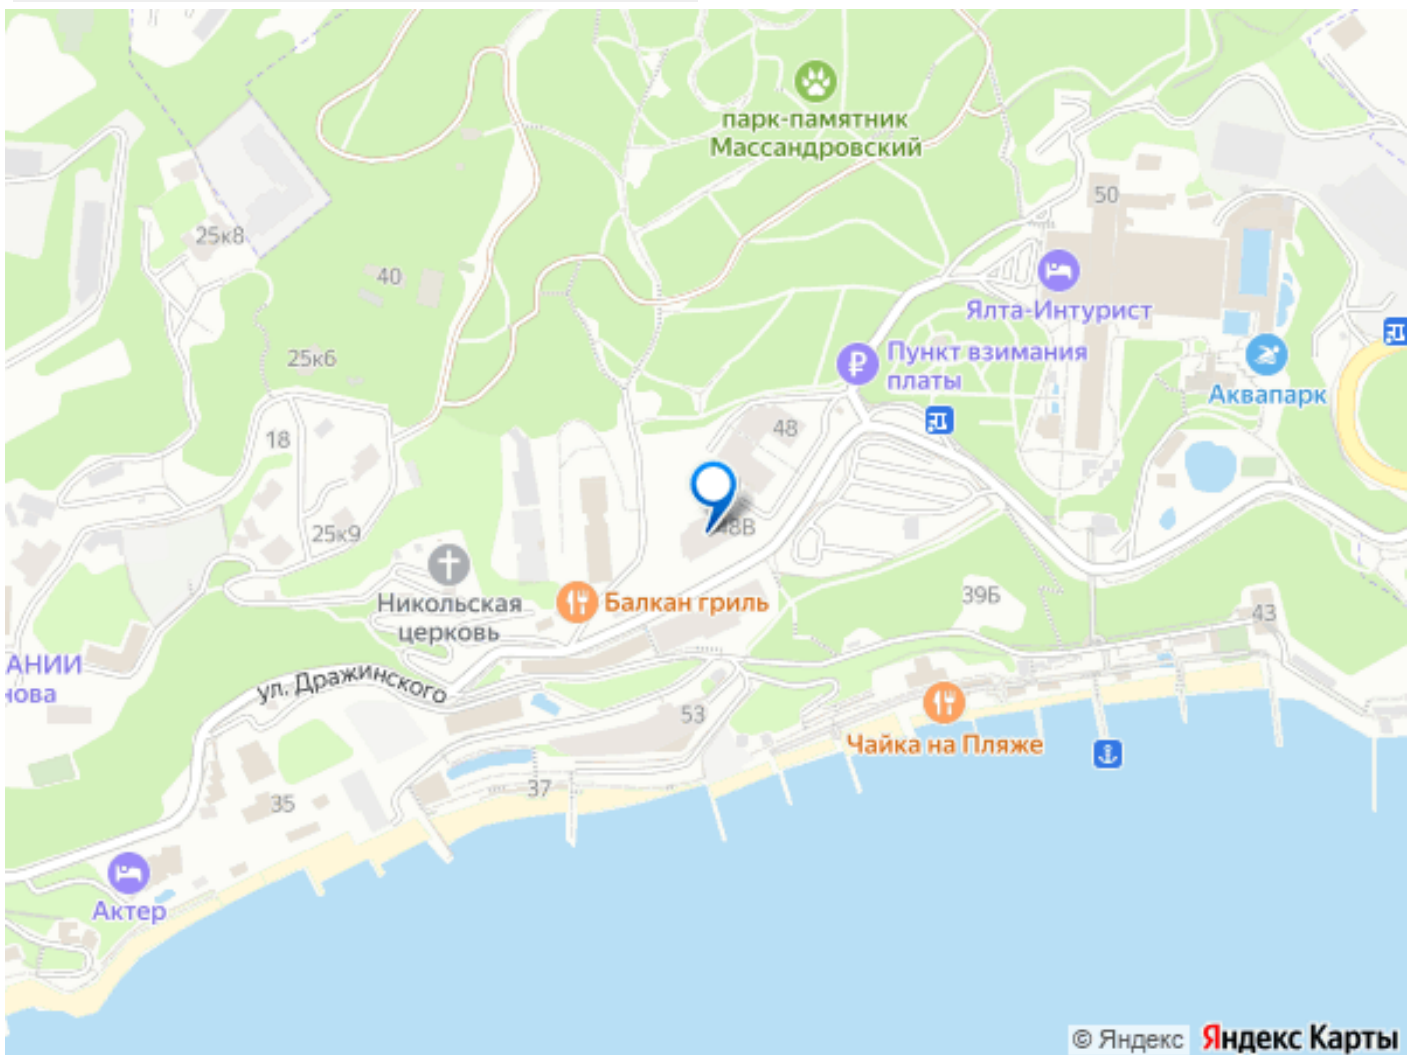 парк-памятник
Массандровский
50
25к8
40
Ялта-Интурист
25к6
Пункт взимания
платы
Аквапарк
18
48
25к9
48В
Никольская
церковь
Балкан гриль
39Б
43
АНИИ
нова
ул. Дражинского
53
Чайка на Пляже
37
35
Актер
© Яндекс
Яндекс Карты